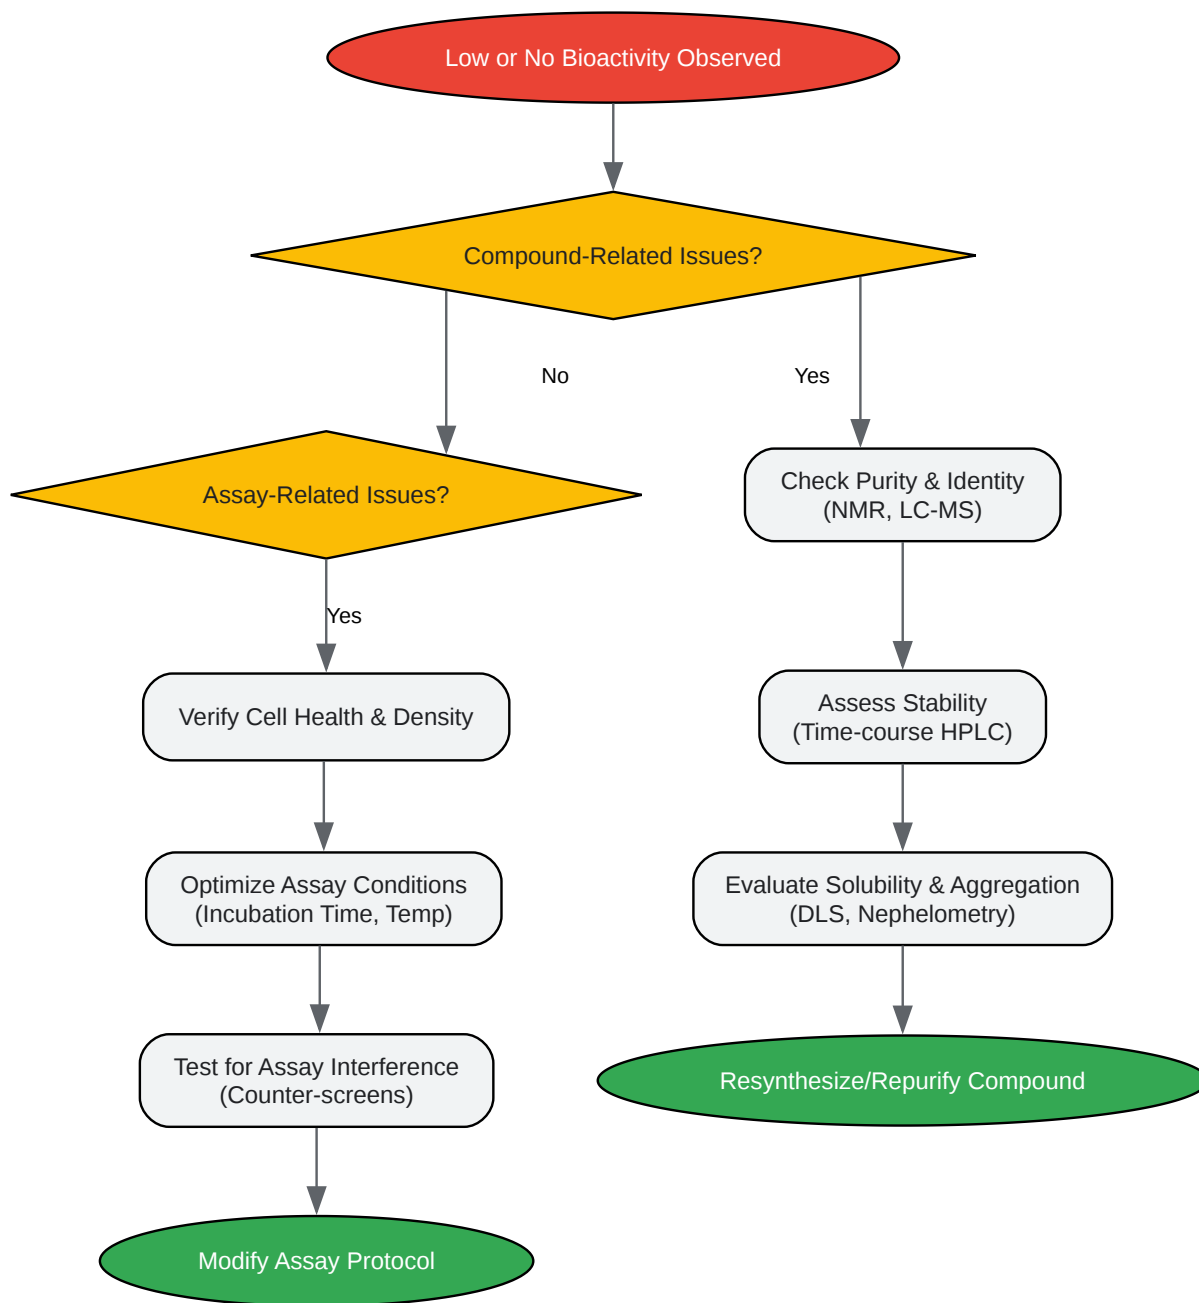 Low or No Bioactivity Observed
Compound-Related Issues?
No
Yes
Assay-Related Issues?
Check Purity & Identity
(NMR, LC-MS)
Yes
Verify Cell Health & Density
Assess Stability
(Time-course HPLC)
Optimize Assay Conditions
(Incubation Time, Temp)
Evaluate Solubility & Aggregation
(DLS, Nephelometry)
Test for Assay Interference
(Counter-screens)
Resynthesize/Repurify Compound
Modify Assay Protocol